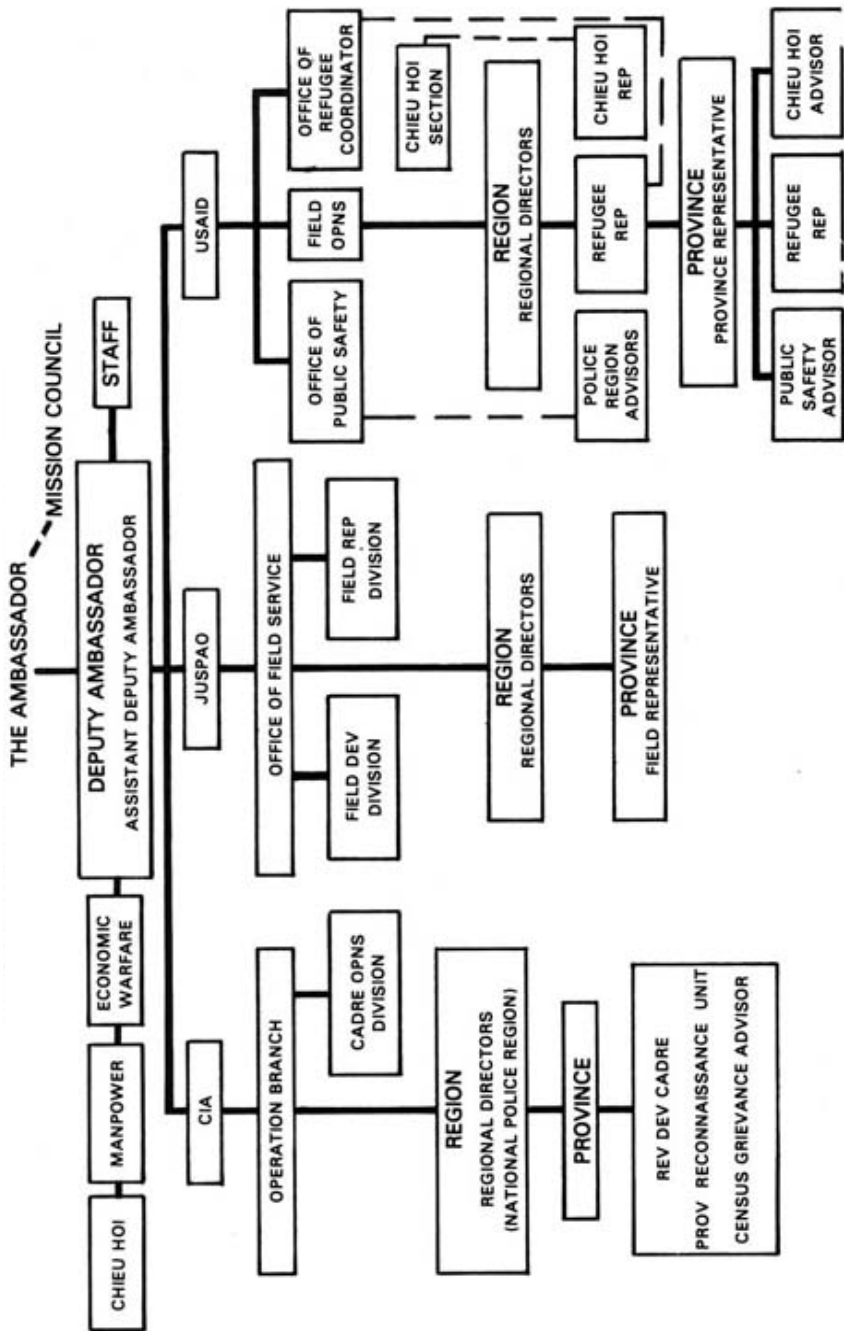 THE AMBASSADOR
MISSION COUNCIL
CHIEU HOI
MANPOWER
ECONOMIC
WARFARE
DEPUTY AMBASSADOR
ASSISTANT DEPUTY AMBASSADOR
STAFF
CIA
JUSPAO
USAID
OPERATION BRANCH
CADRE OPNS
DIVISION
REGION
REGIONAL DIRECTORS
(NATIONAL POLICE REGION)
PROVINCE
REV DEV CADRE
PROV RECONNAISSANCE UNIT
CENSUS GRIEVANCE ADVISOR
OFFICE OF FIELD SERVICE
FIELD DEV
DIVISION
FIELD REP
DIVISION
REGION
REGIONAL DIRECTORS
PROVINCE
FIELD REPRESENTATIVE
OFFICE OF
PUBLIC SAFETY
FIELD
OPNS
OFFICE OF
REFUGEE
COORDINATOR
CHIEU HOI
SECTION
REGION
REGIONAL DIRECTORS
POLICE
REGION
ADVISORS
REFUGEE
REP
CHIEU HOI
REP
PROVINCE
PROVINCE REPRESENTATIVE
PUBLIC
SAFETY
ADVISOR
REFUGEE
REP
CHIEU HOI
ADVISOR